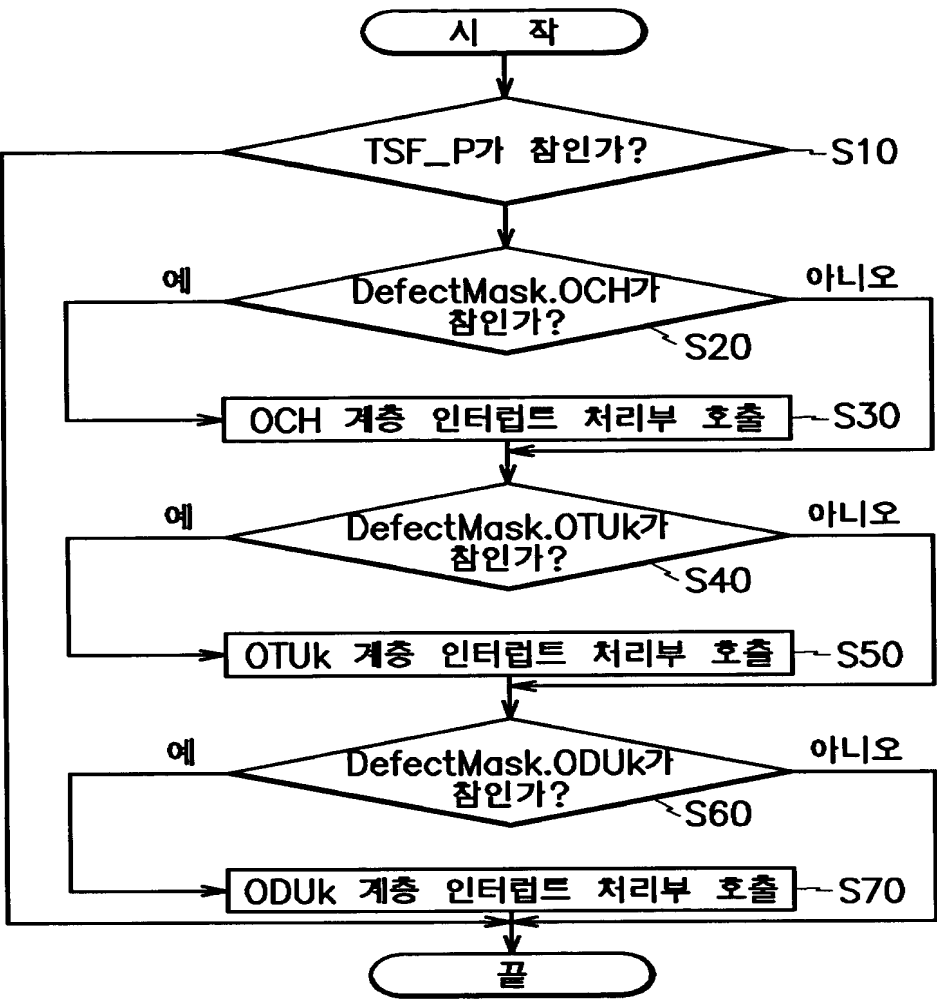 시 작
TSF_P가 참인가?
S10
예
DefectMask.OCH가
참인가?
아니오
S20
OCH 계층 인터럽트 처리부 호출
S30
예
DefectMask.OTUk가
참인가?
아니오
S40
OTUk 계층 인터럽트 처리부 호출
S50
예
DefectMask.ODUk가
참인가?
아니오
S60
ODUk 계층 인터럽트 처리부 호출
S70
끝